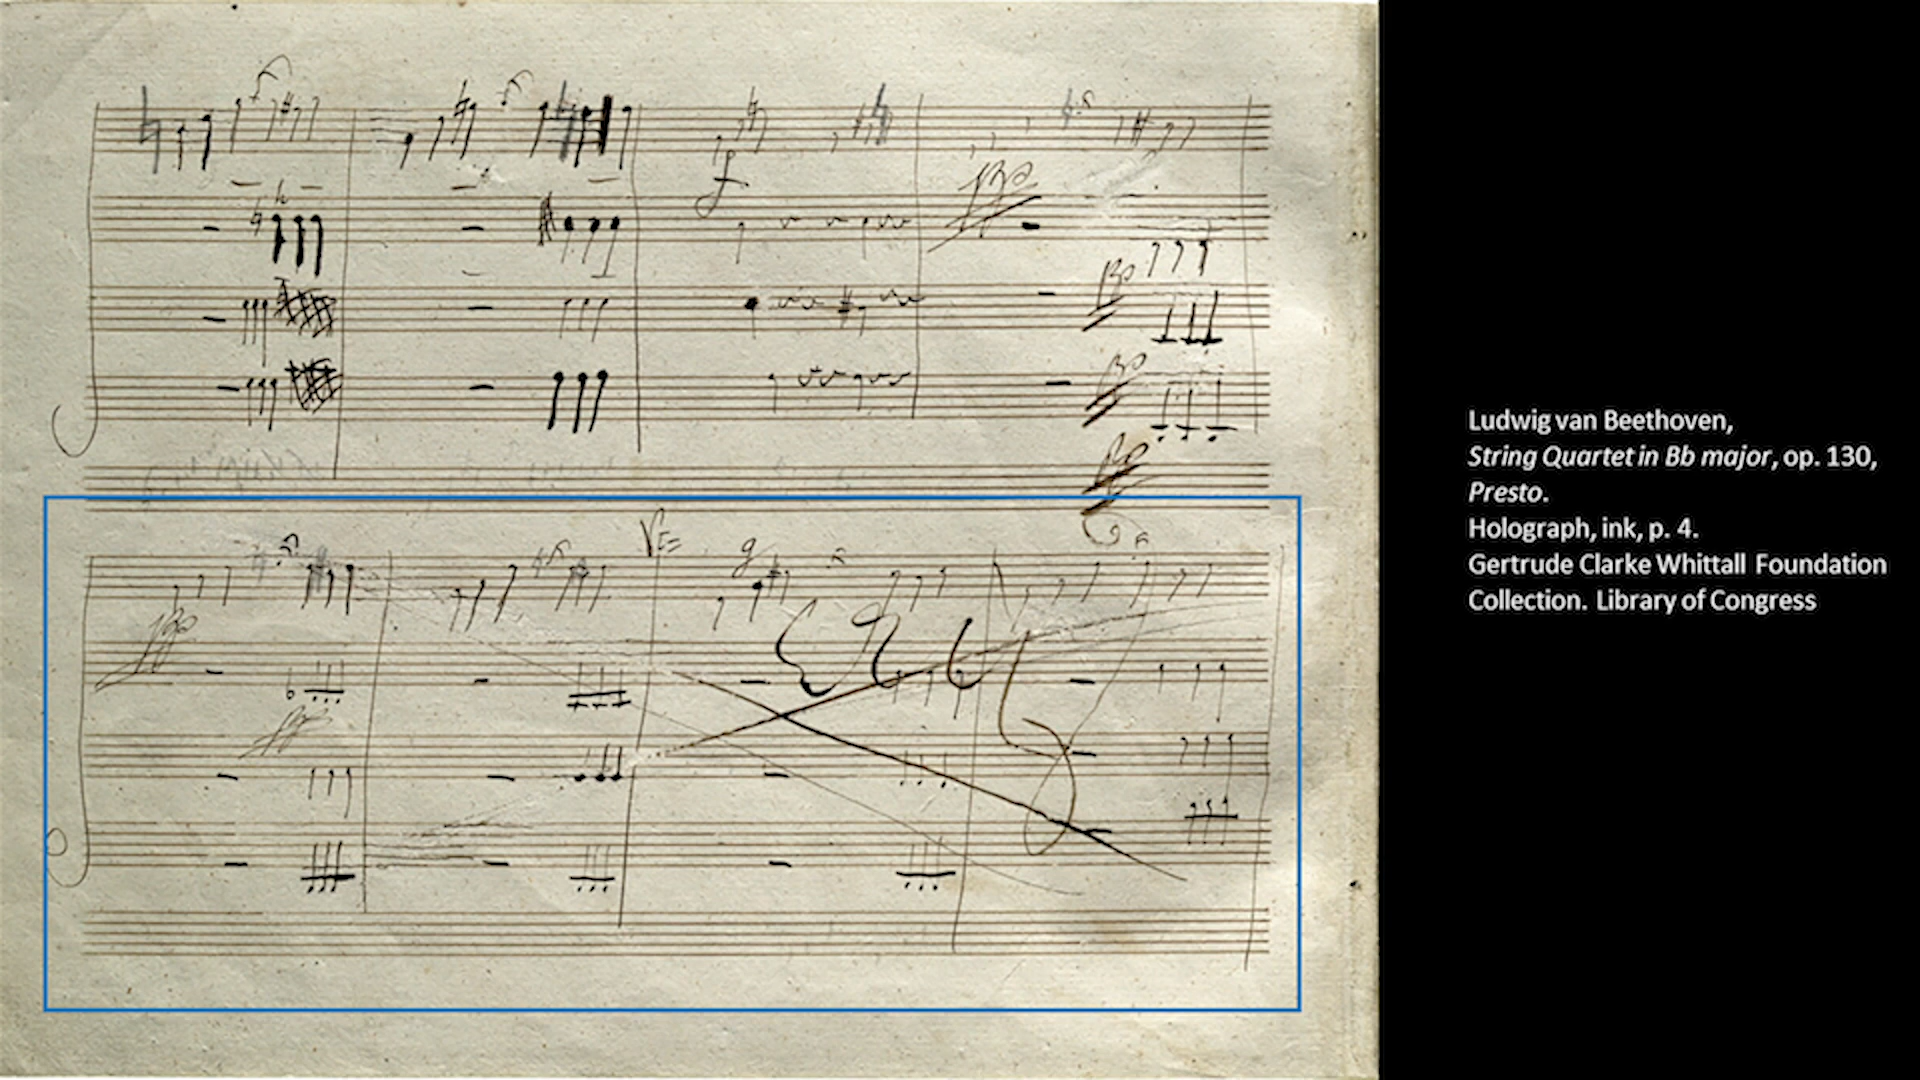 Ludwig van Beethoven,
String Quartet in Bb major, op. 130,
Presto.
Holograph, ink, p. 4.
Gertrude Clarke Whittall Foundation
Collection. Library of Congress